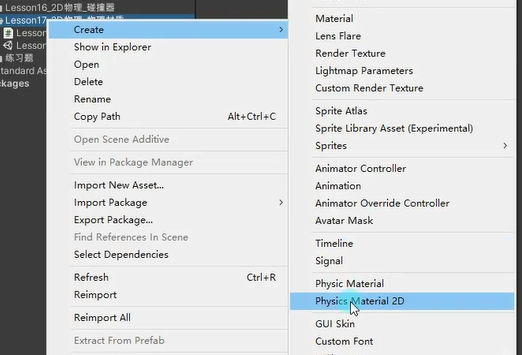 Lesson16_2D物理_碰撞器
Lesson17_2D物理_物理材质
Less
Less
练习题
tandard As
ckages
Create
Show in Explorer
Open
Delete
Rename
Copy Path Alt+Ctrl+C
Open Scene Additive
View in Package Manager
Import New Asset...
Import Package
Export Package...
Find References In Scene
Select Dependencies
Refresh Ctrl+R
Reimport
Reimport All
Extract From Prefab
Material
Lens Flare
Render Texture
Lightmap Parameters
Custom Render Texture
Sprite Atlas
Sprite Library Asset (Experimental)
Sprites
Animator Controller
Animation
Animator Override Controller
Avatar Mask
Timeline
Signal
Physic Material
Physics Material 2D
GUI Skin
Custom Font